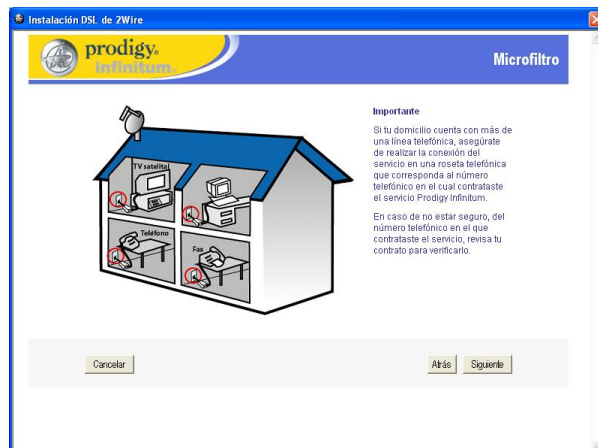 Instalación DSL de 2Wire
prodigy.
infinitum.
Microfiltro
TV satelital
Teléfono
Fax
Importante
Si tu domicilio cuenta con más de
una línea telefónica, asegúrate
de realizar la conexión del
servicio en una roseta telefónica
que corresponda al número
telefónico en el cual contrataste
el servicio Prodigy Infinitum.
En caso de no estar seguro, del
número telefónico en el que
contrataste el servicio, revisa tu
contrato para verificarlo.
Cancelar
Atrás
Siguiente